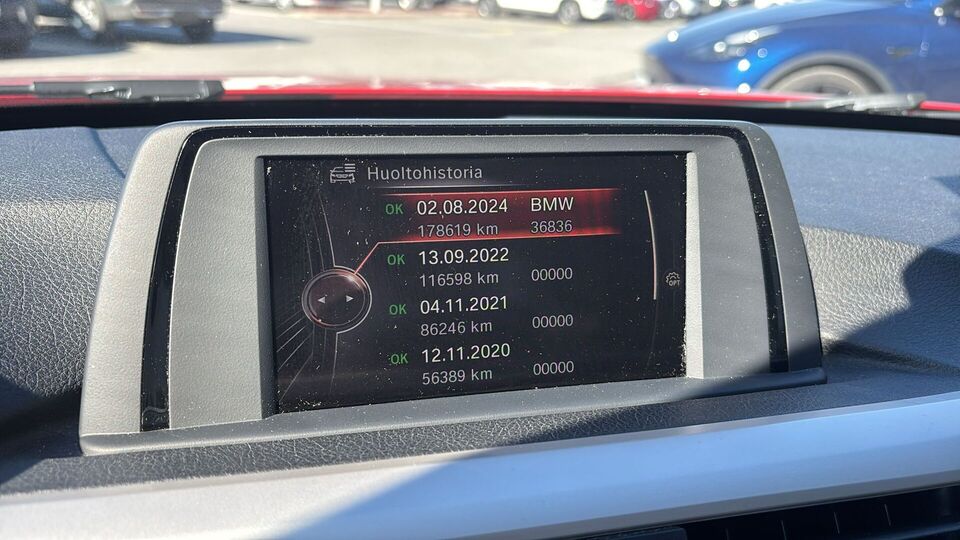 Huoltohistoria
OK 02.08.2024 BMW
178619 km 36836
OK 13.09.2022
116598 km 00000
OK 04.11.2021
86246 km 00000
OK 12.11.2020
56389 km 00000
OPT